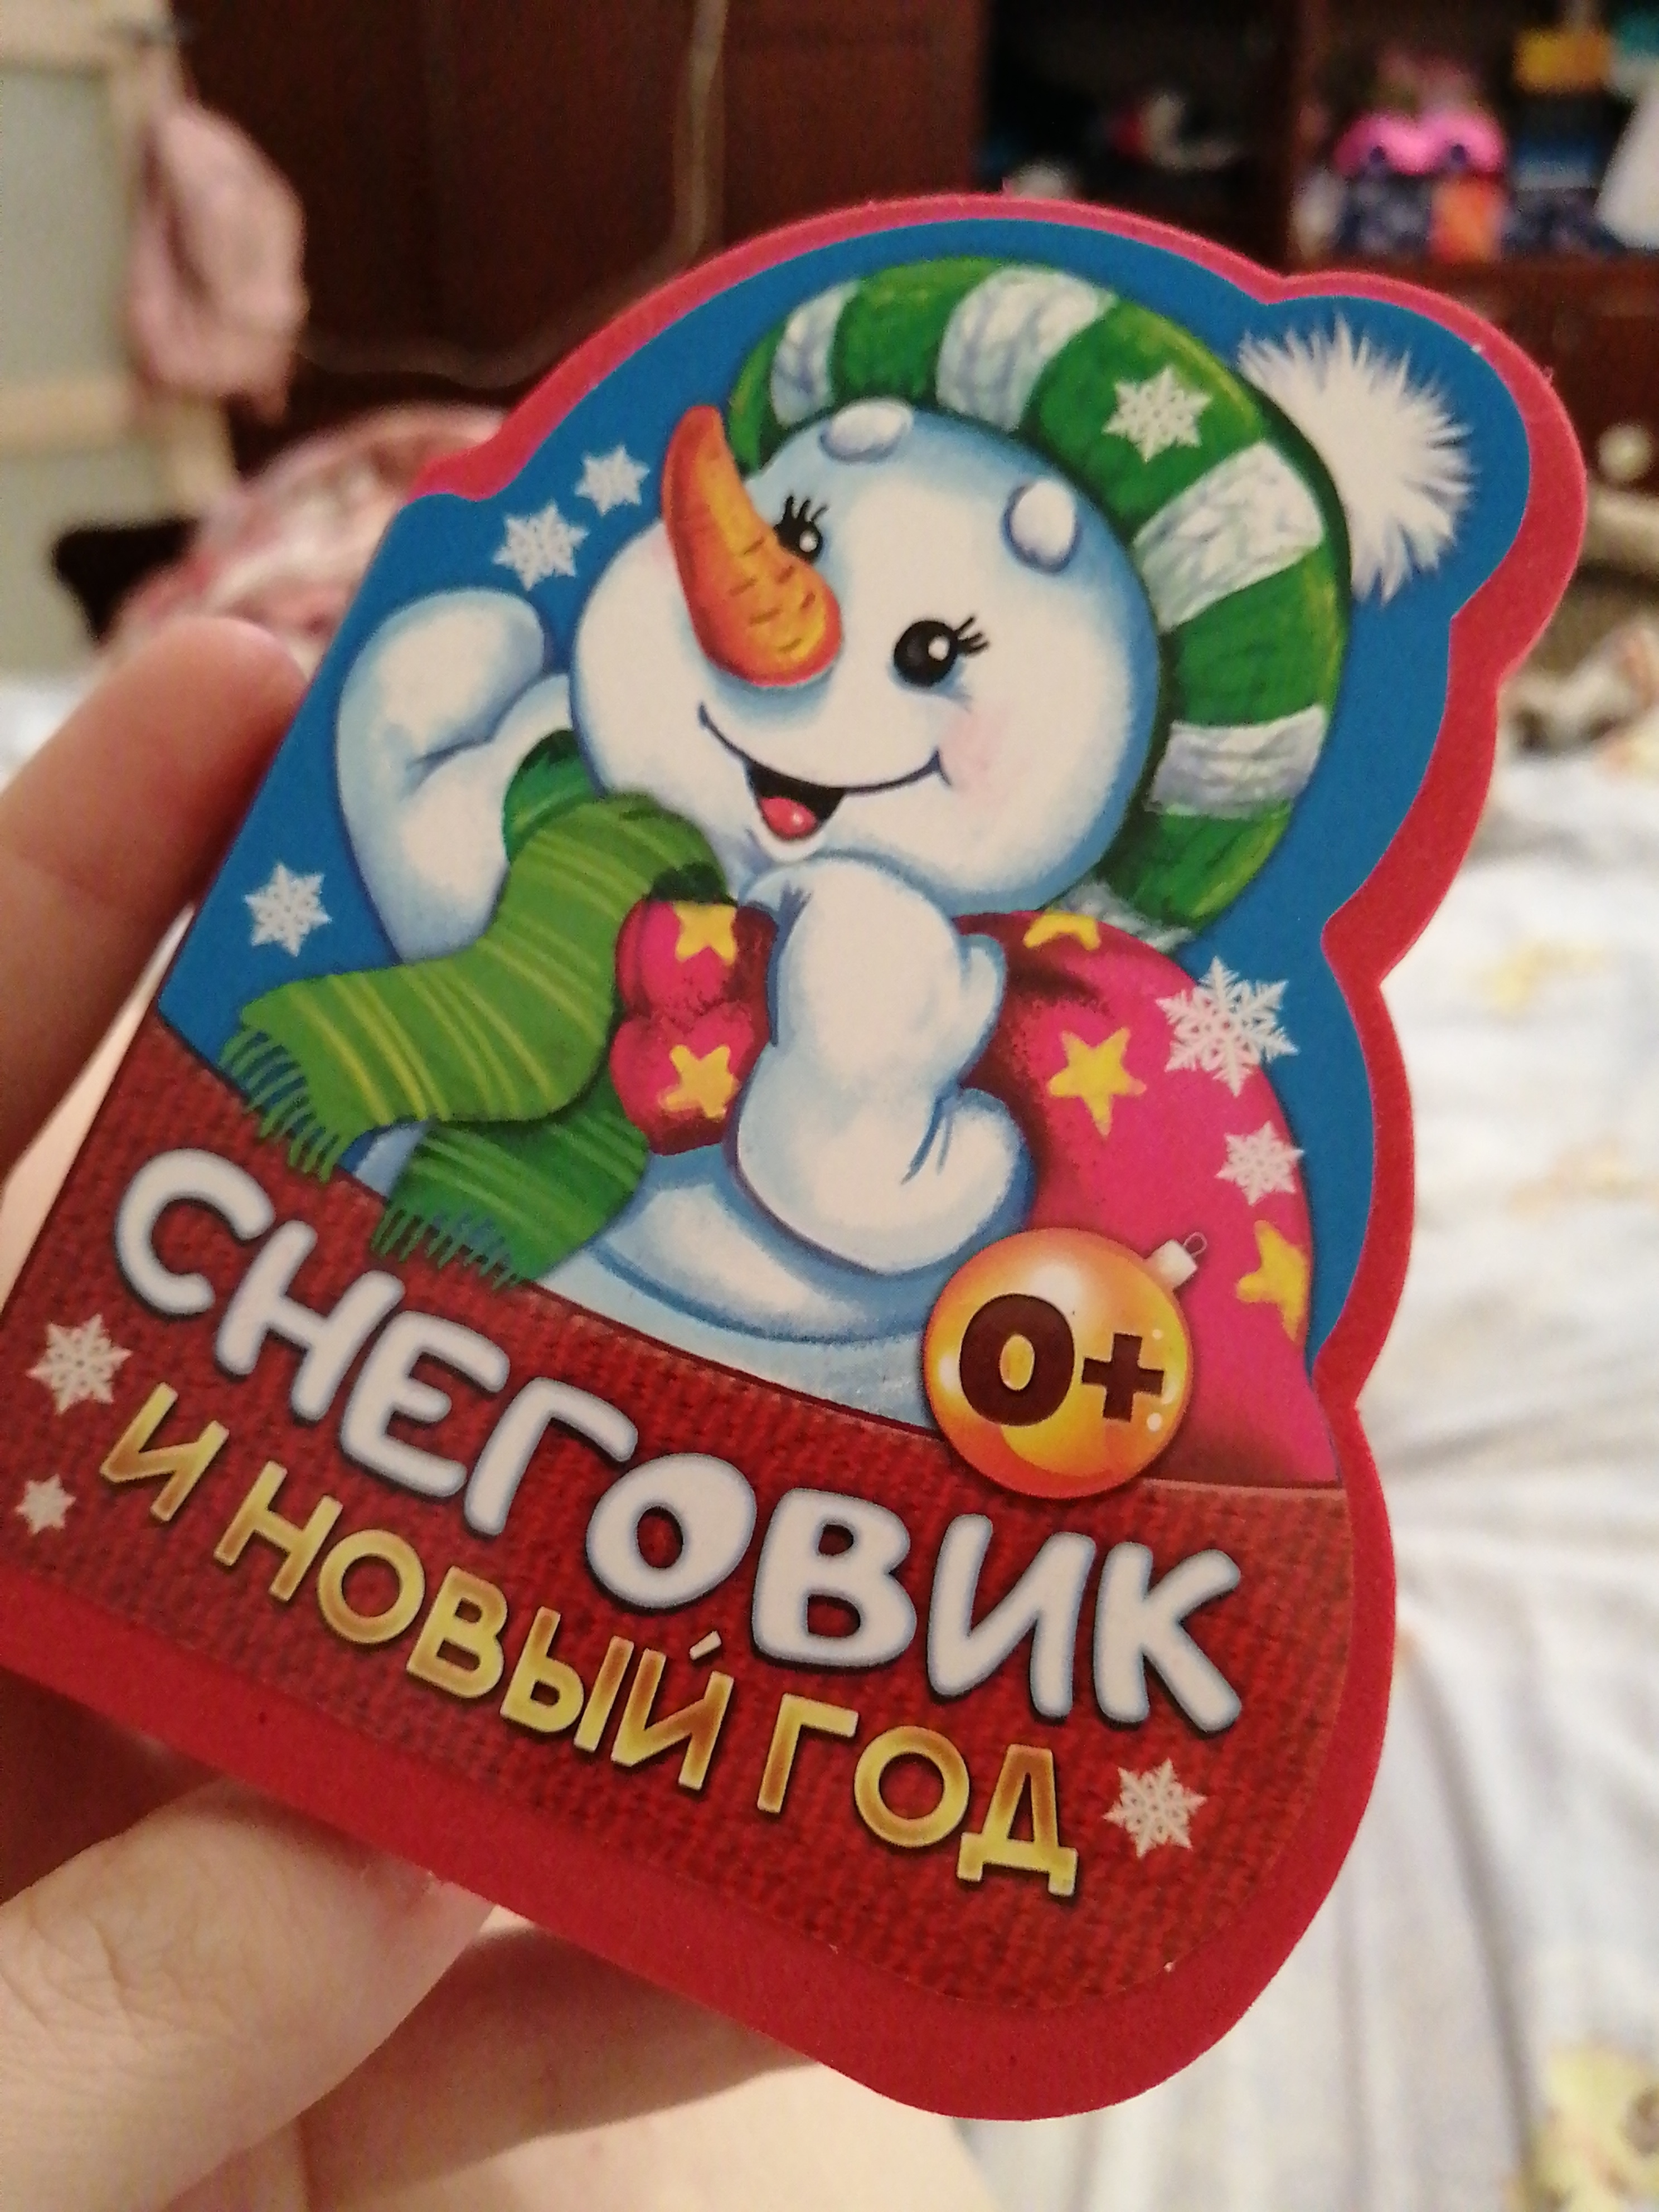 0+
СНЕГОВИК
И НОВЫЙ ГОД